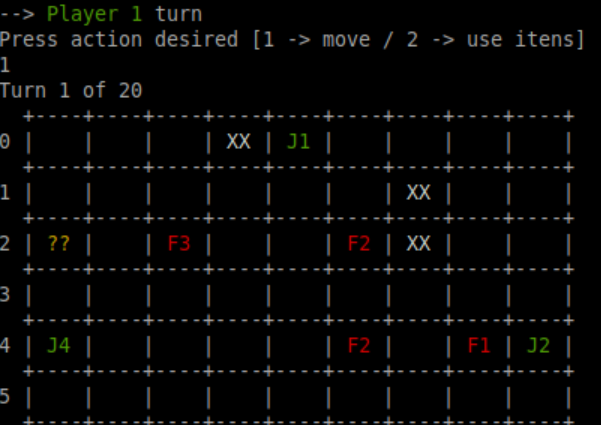 --> Player 1 turn
Press action desired [1 -> move / 2 -> use itens]
1
Turn 1 of 20
  +----+----+----+----+----+----+----+----+----+
0 |    |    |    | XX | J1 |    |    |    |    |
  +----+----+----+----+----+----+----+----+----+
1 |    |    |    |    |    |    | XX |    |    |
  +----+----+----+----+----+----+----+----+----+
2 | ?? |    | F3 |    |    | F2 | XX |    |    |
  +----+----+----+----+----+----+----+----+----+
3 |    |    |    |    |    |    |    |    |    |
  +----+----+----+----+----+----+----+----+----+
4 | J4 |    |    |    |    | F2 |    | F1 | J2 |
  +----+----+----+----+----+----+----+----+----+
5 |    |    |    |    |    |    |    |    |    |
  +----+----+----+----+----+----+----+----+----+